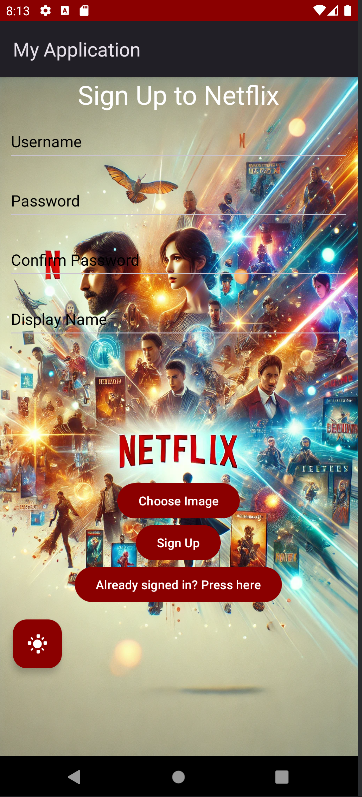 8:13
My Application
Sign Up to Netflix
Username
N
Password
Confirm Password
N
Display Name
NETFLIX
Choose Image
Sign Up
Already signed in? Press here